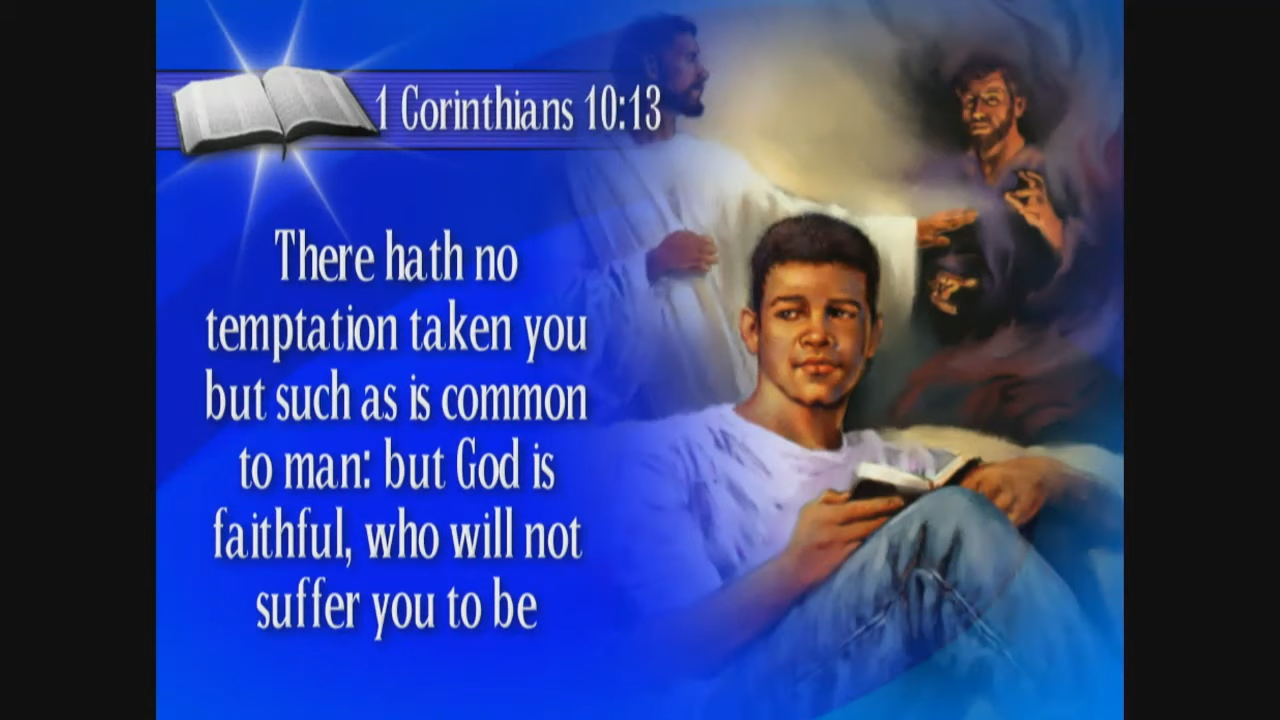 1 Corinthians 10:13
There hath no
temptation taken you
but such as is common
to man: but God is
faithful, who will not
suffer you to be